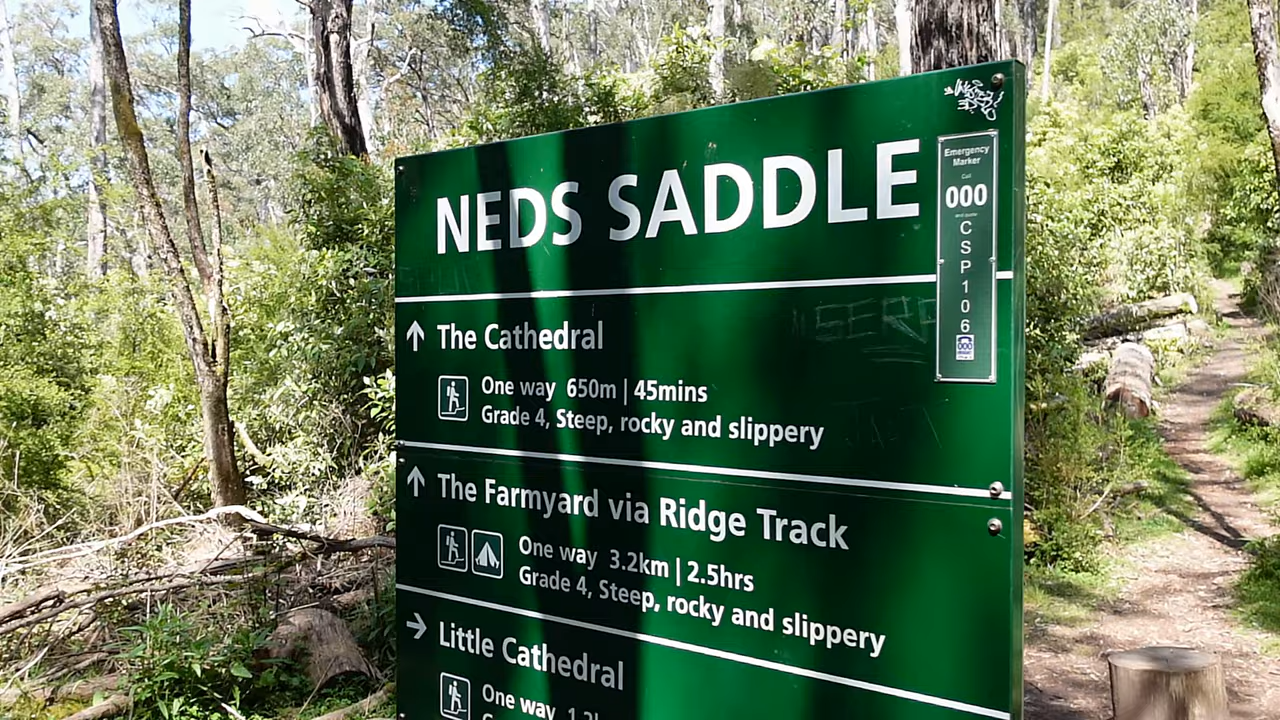 NEDS SADDLE
Emergency
Marker
Call
000
and quote
C
S
P
1
0
6
000
↑ The Cathedral
One way 650m | 45mins
Grade 4, Steep, rocky and slippery
↑ The Farmyard via Ridge Track
One way 3.2km | 2.5hrs
Grade 4, Steep, rocky and slippery
→ Little Cathedral
One way